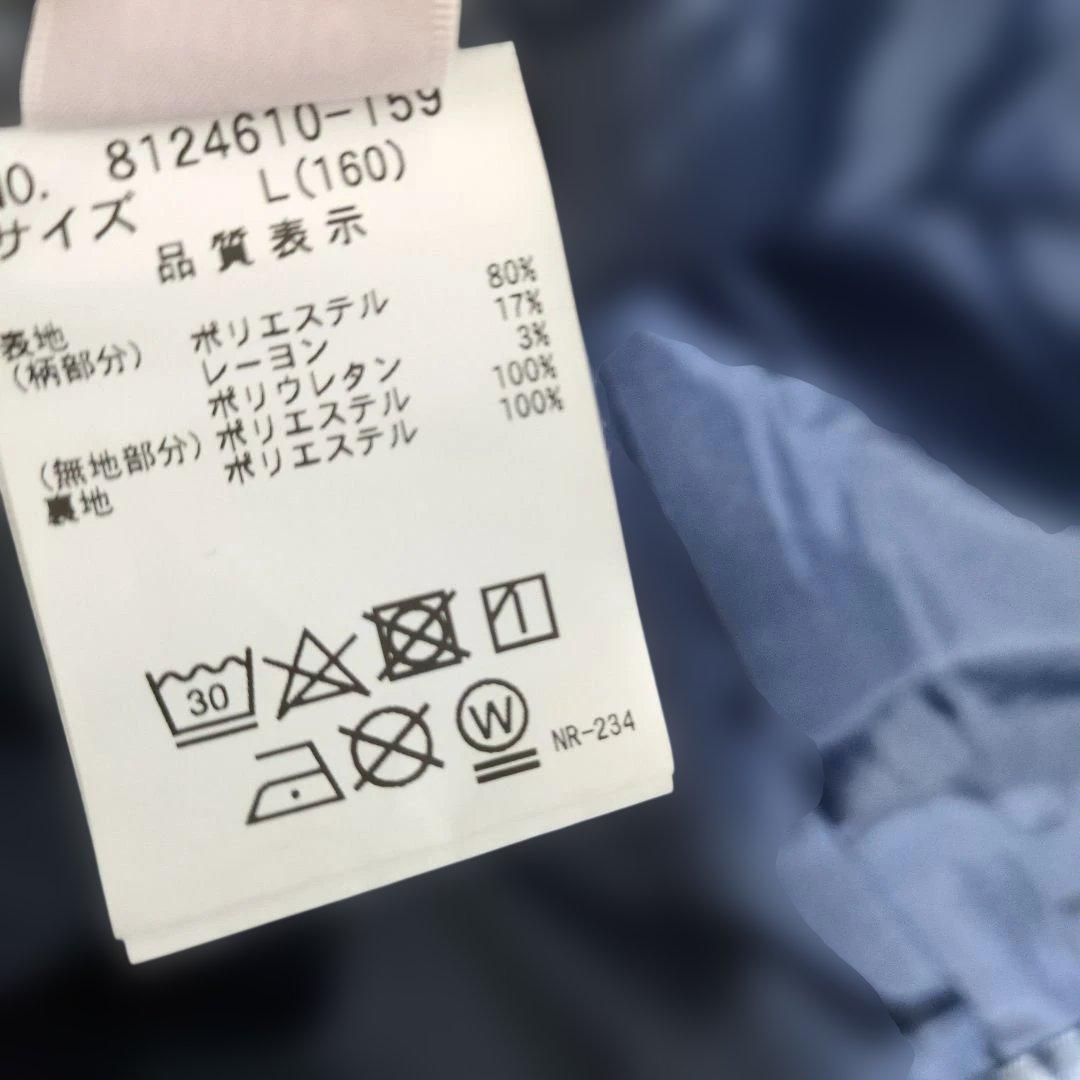 NO. 8124610-159
サイズ L(160)
品質表示
表地 ポリエステル 80%
(柄部分) レーヨン 17%
ポリウレタン 3%
(無地部分) ポリエステル 100%
裏地 ポリエステル 100%
30
W
NR-234